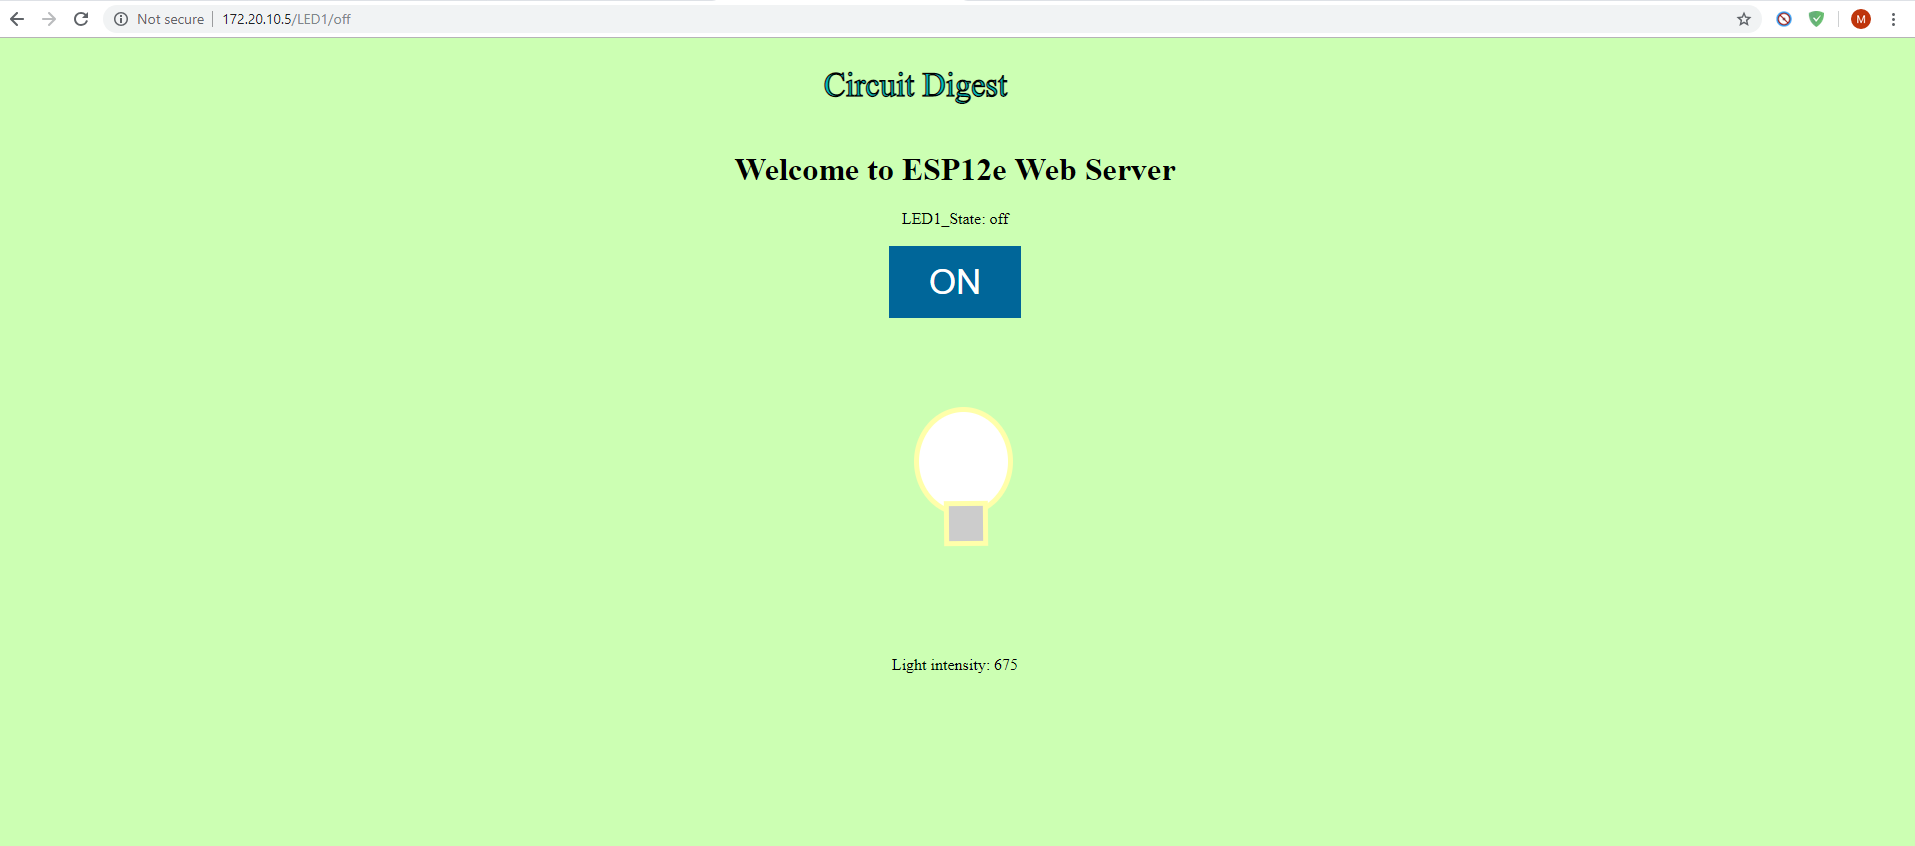 Not secure | 172.20.10.5/LED1/off
M
Circuit Digest
Welcome to ESP12e Web Server
LED1_State: off
ON
Light intensity: 675